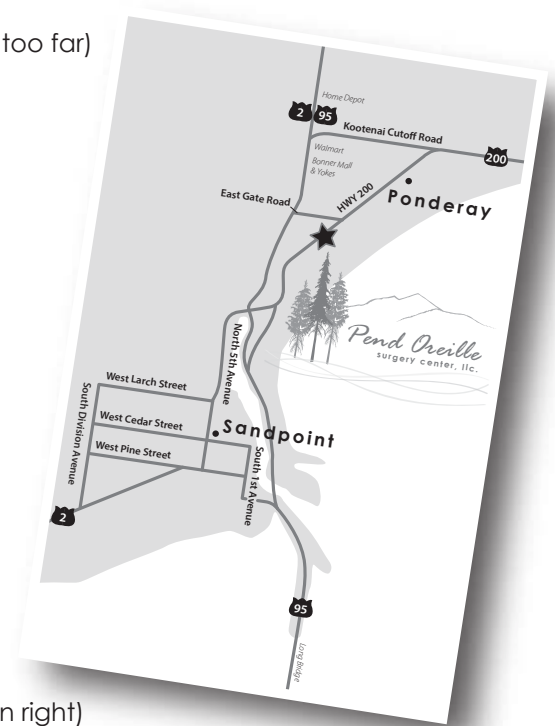 too far)
Home Depot
2 95
Kootenai Cutoff Road
200
Walmart
Bonner Mall
& Yokes
HWY 200
Ponderay
East Gate Road
Pend Oreille
surgery center, llc.
North 5th Avenue
West Larch Street
South Division Avenue
West Cedar Street
Sandpoint
West Pine Street
South 1st Avenue
2
95
Long Bridge
n right)